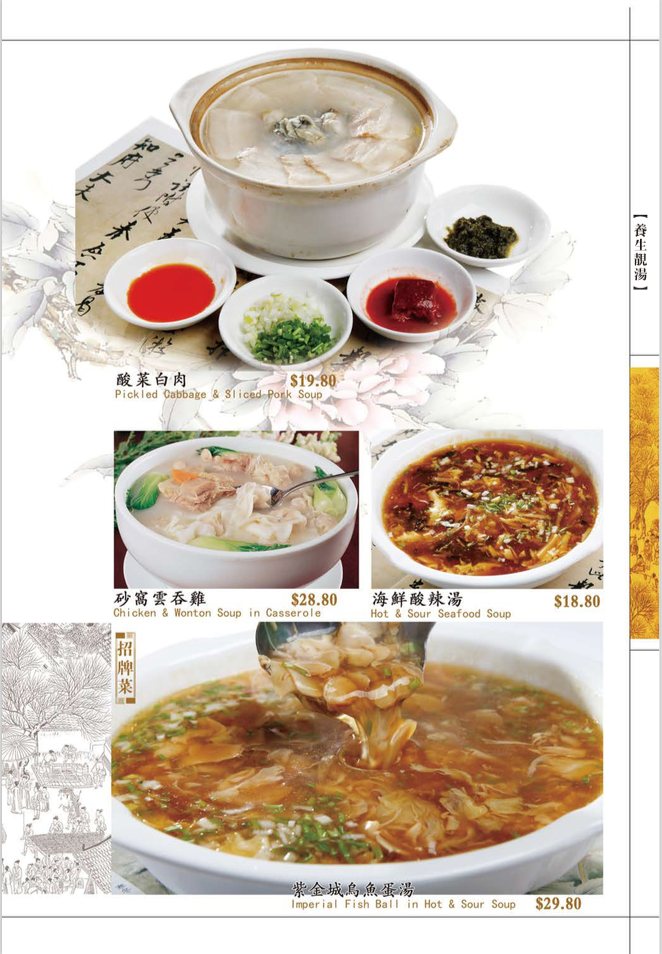 【養生靚湯】
酸菜白肉 $19.80
Pickled Cabbage & Sliced Pork Soup
砂窩雲吞雞 $28.80
Chicken & Wonton Soup in Casserole
海鮮酸辣湯 $18.80
Hot & Sour Seafood Soup
招牌菜
紫金城烏魚蛋湯
Imperial Fish Ball in Hot & Sour Soup $29.80